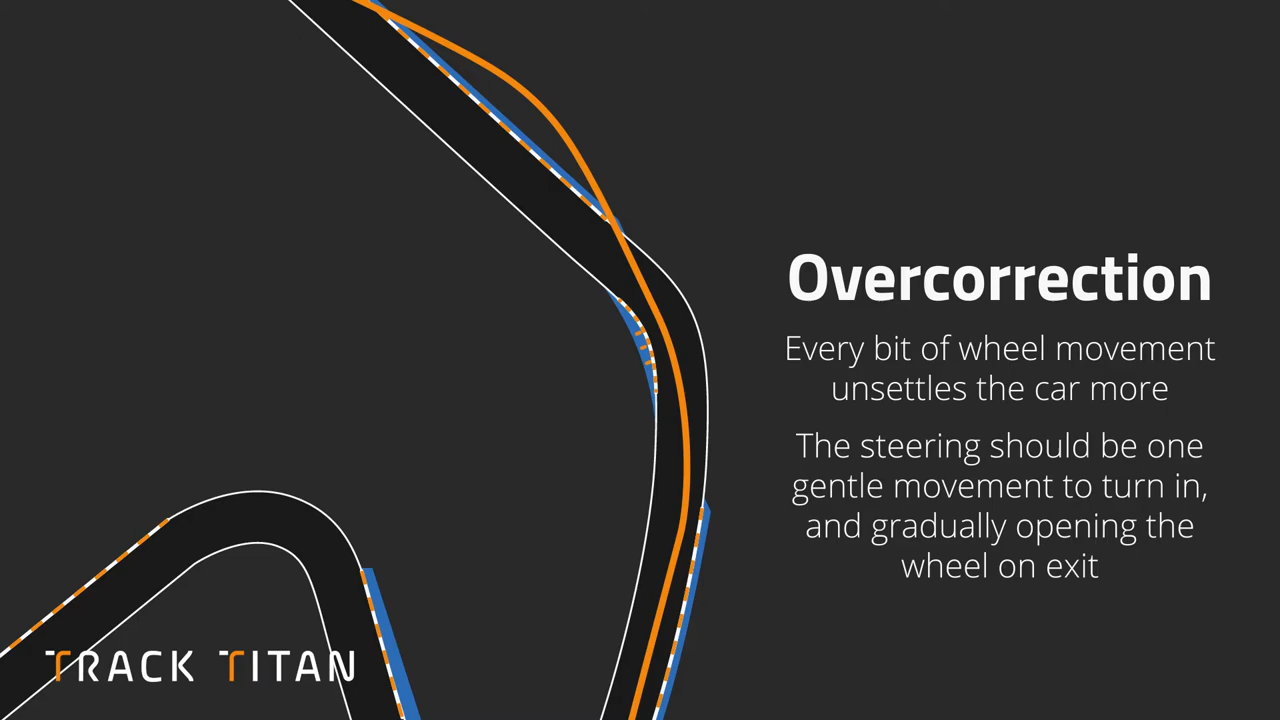 Overcorrection
Every bit of wheel movement
unsettles the car more
The steering should be one
gentle movement to turn in,
and gradually opening the
wheel on exit
TRACK TITAN